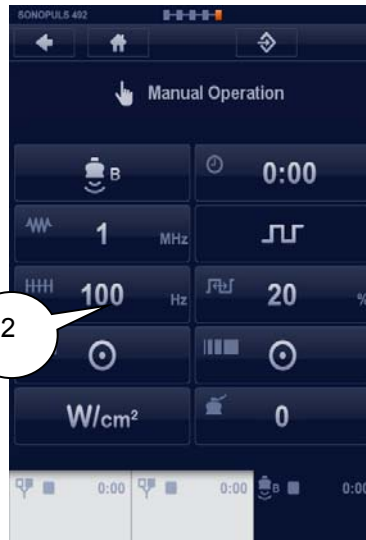 SONOPULS 492
Manual Operation
B
0:00
1 MHz
100 Hz
20 %
2
W/cm²
0
0:00
0:00
B 0:00